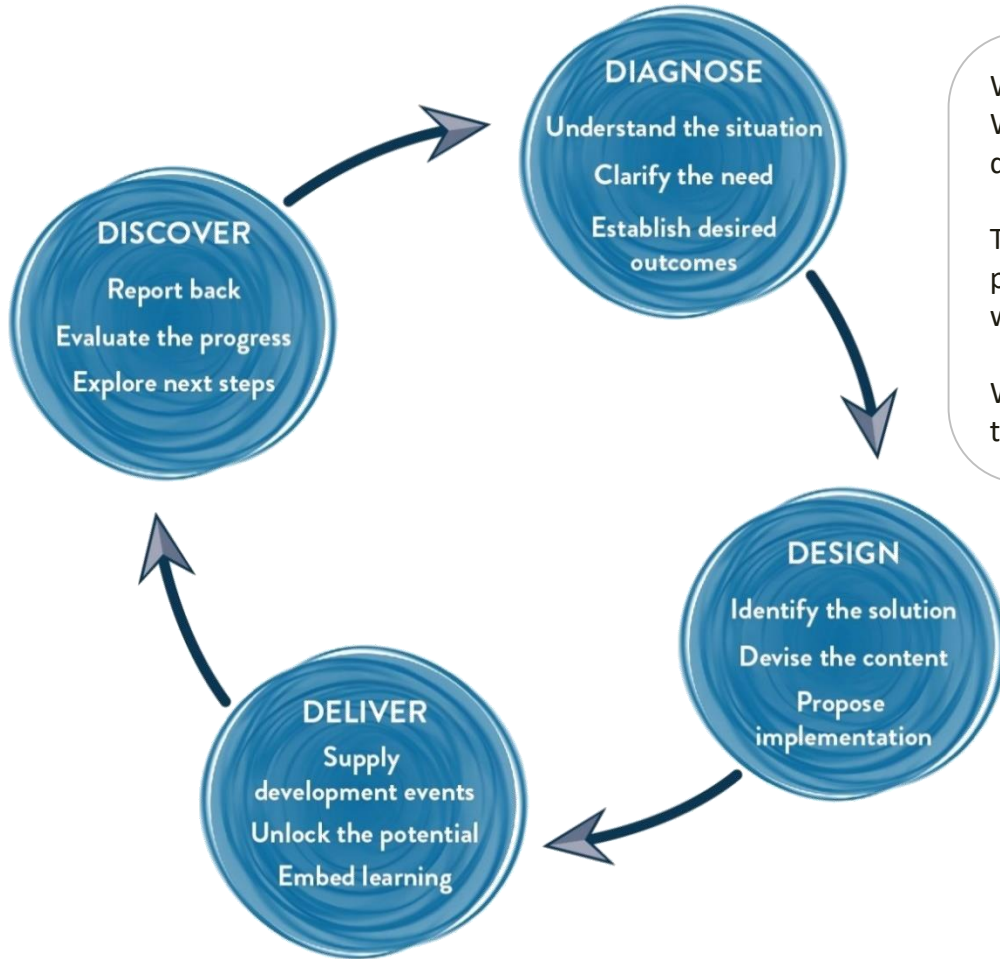 DIAGNOSE
Understand the situation
Clarify the need
Establish desired
outcomes
DISCOVER
Report back
Evaluate the progress
Explore next steps
DESIGN
Identify the solution
Devise the content
Propose
implementation
DELIVER
Supply
development events
Unlock the potential
Embed learning